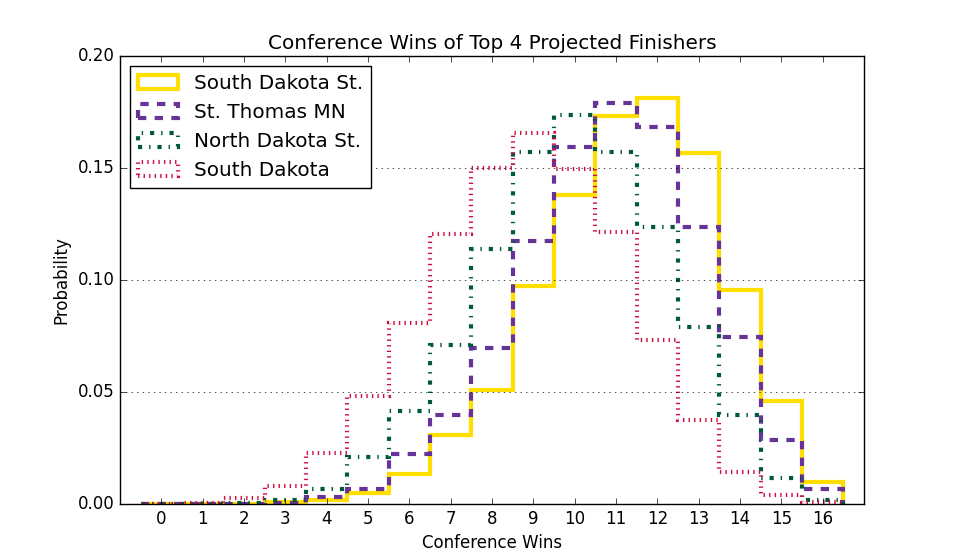 Conference Wins of Top 4 Projected Finishers
South Dakota St.
St. Thomas MN
North Dakota St.
South Dakota
0.20
0.15
0.10
0.05
0.00
Probability
0 1 2 3 4 5 6 7 8 9 10 11 12 13 14 15 16
Conference Wins